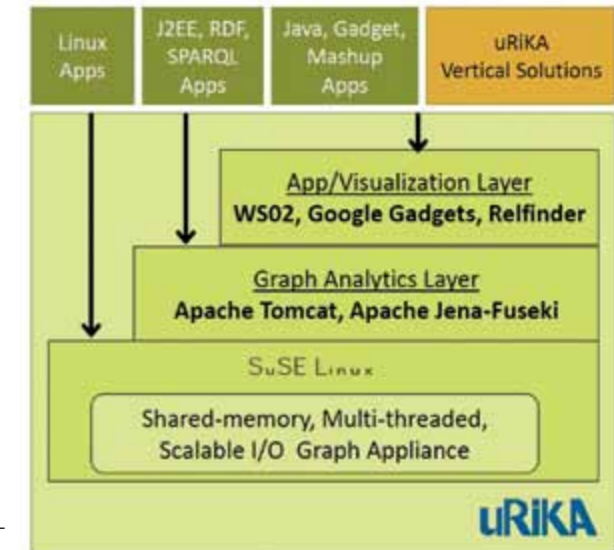 Linux
Apps
J2EE, RDF,
SPARQL
Apps
Java, Gadget,
Mashup
Apps
uRiKA
Vertical Solutions
App/Visualization Layer
WS02, Google Gadgets, Relfinder
Graph Analytics Layer
Apache Tomcat, Apache Jena-Fuseki
SuSE Linux
Shared-memory, Multi-threaded,
Scalable I/O Graph Appliance
uRiKA